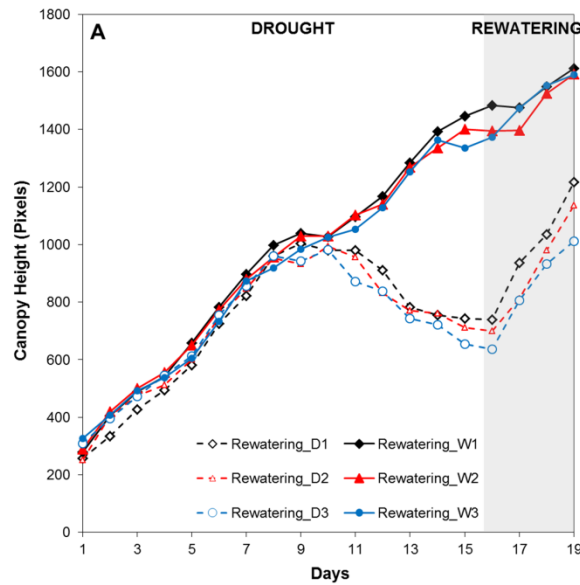 A DROUGHT REWATERING
Canopy Height (Pixels)
1800
1600
1400
1200
1000
800
600
400
200
0
Rewatering_D1 Rewatering_W1
Rewatering_D2 Rewatering_W2
Rewatering_D3 Rewatering_W3
1 3 5 7 9 11 13 15 17 19
Days